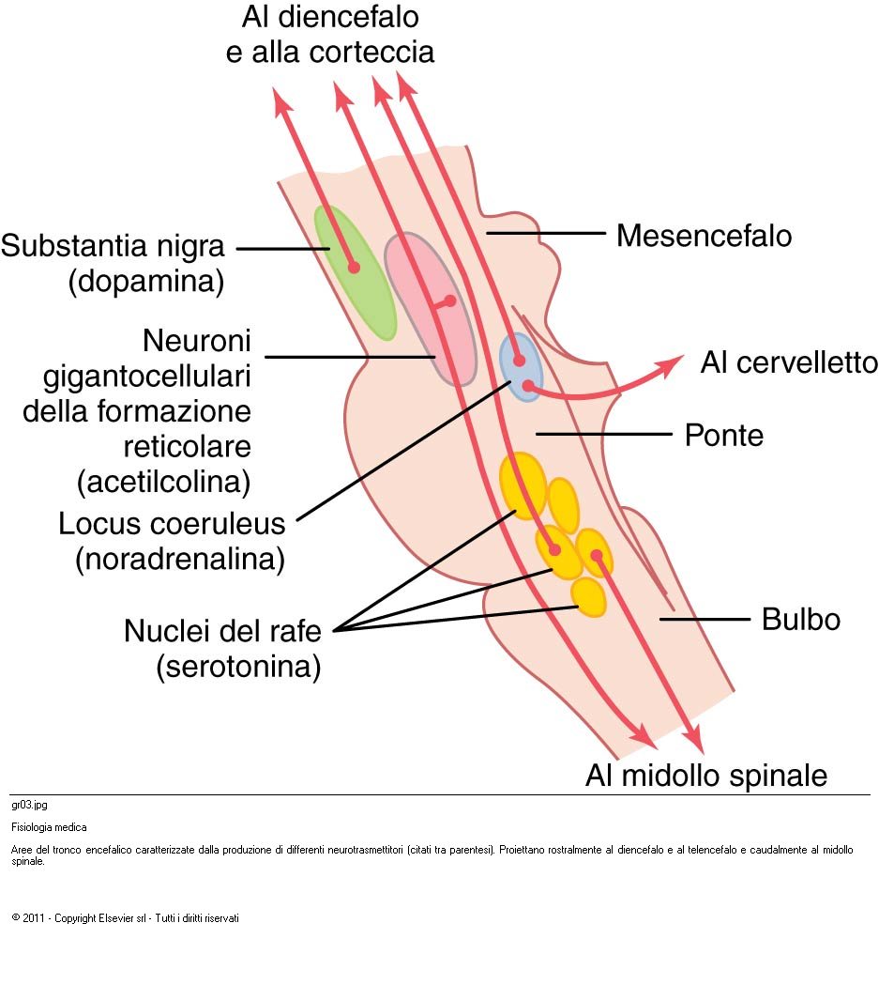 Al diencefalo
e alla corteccia
Substantia nigra
(dopamina)
Mesencefalo
Neuroni
gigantocellulari
della formazione
reticolare
(acetilcolina)
Al cervelletto
Ponte
Locus coeruleus
(noradrenalina)
Nuclei del rafe
(serotonina)
Bulbo
Al midollo spinale
gr03.jpg
Fisiologia medica
Aree del tronco encefalico caratterizzate dalla produzione di differenti neurotrasmettitori (citati tra parentesi). Proiettano rostralmente al diencefalo e al telencefalo e caudalmente al midollo
spinale.
© 2011 - Copyright Elsevier srl - Tutti i diritti riservati